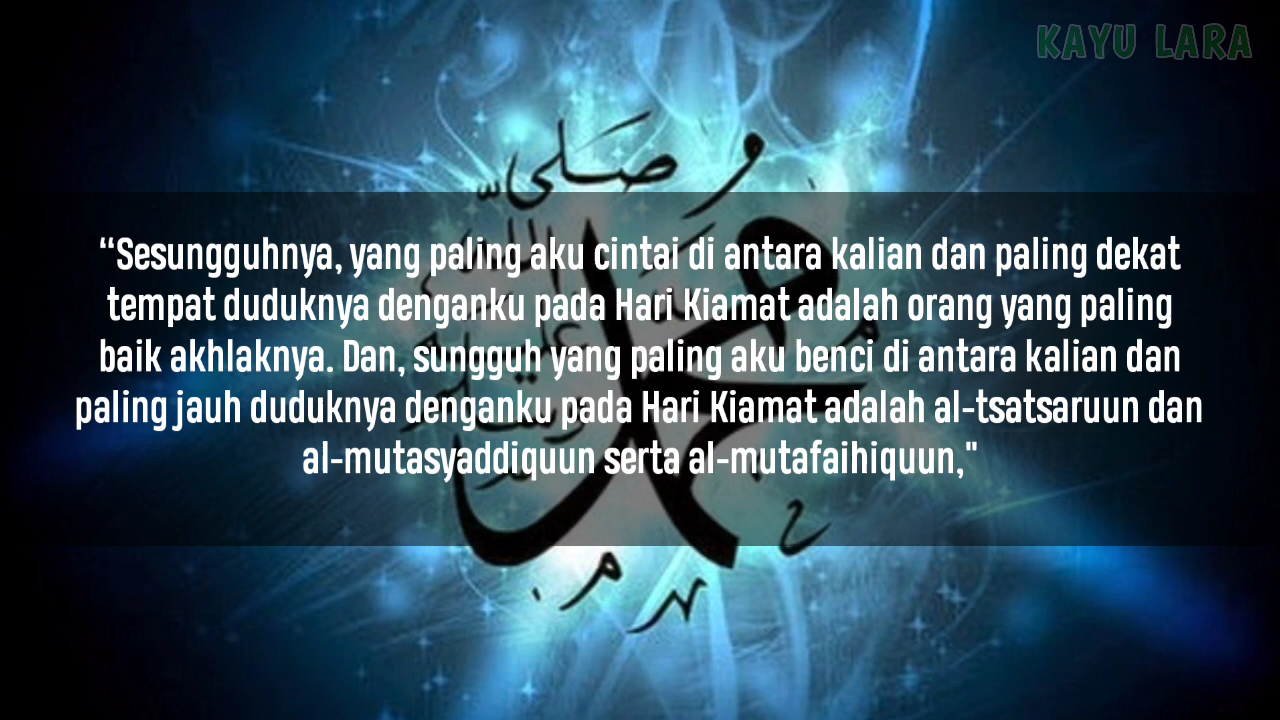 KAYU LARA
صلى
محمد
“Sesungguhnya, yang paling aku cintai di antara kalian dan paling dekat
tempat duduknya denganku pada Hari Kiamat adalah orang yang paling
baik akhlaknya. Dan, sungguh yang paling aku benci di antara kalian dan
paling jauh duduknya denganku pada Hari Kiamat adalah al-tsatsaruun dan
al-mutasyaddiquun serta al-mutafaihiquun,"